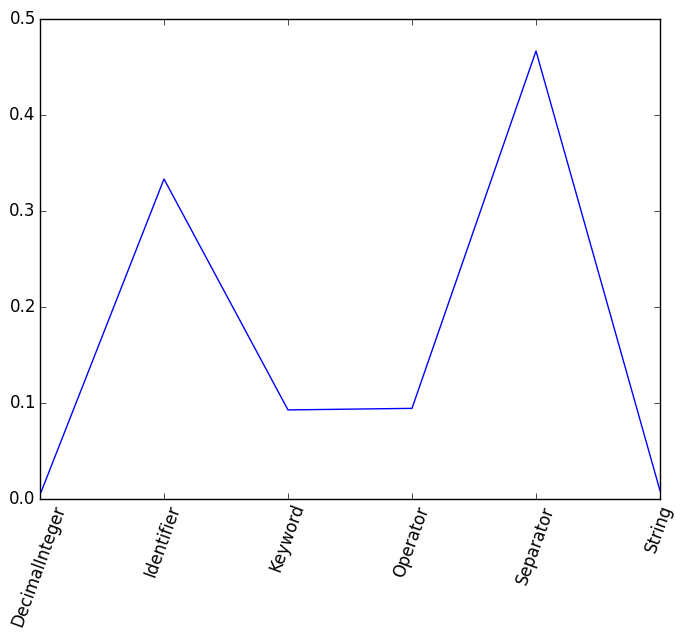 0.5
0.4
0.3
0.2
0.1
0.0
DecimalInteger
Identifier
Keyword
Operator
Separator
String